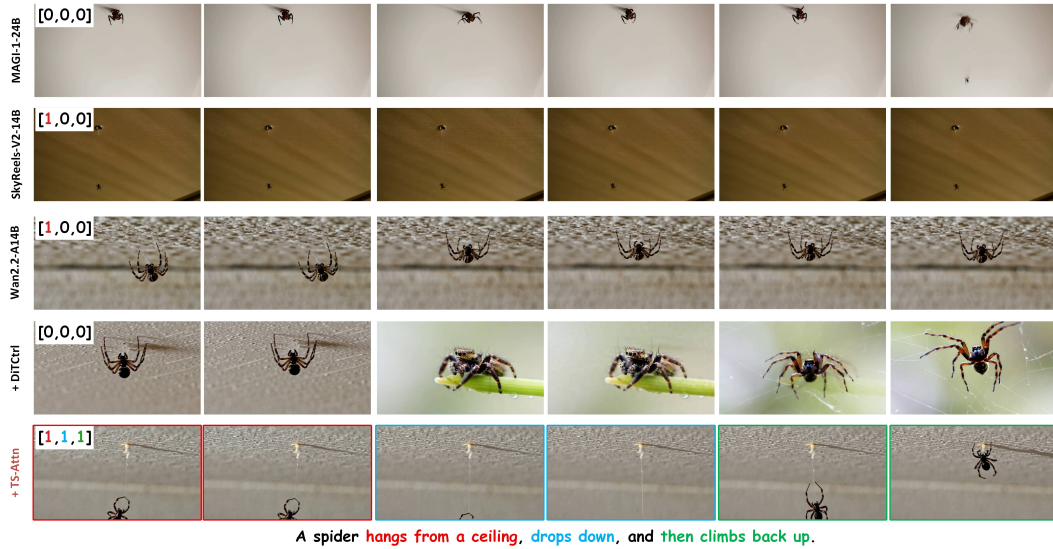 MAGI-1-24B
[0,0,0]
SkyReels-V2-14B
[1,0,0]
Wan2.2-A14B
[1,0,0]
+ DiTCtrl
[0,0,0]
+ TS-Attn
[1,1,1]
A spider hangs from a ceiling, drops down, and then climbs back up.